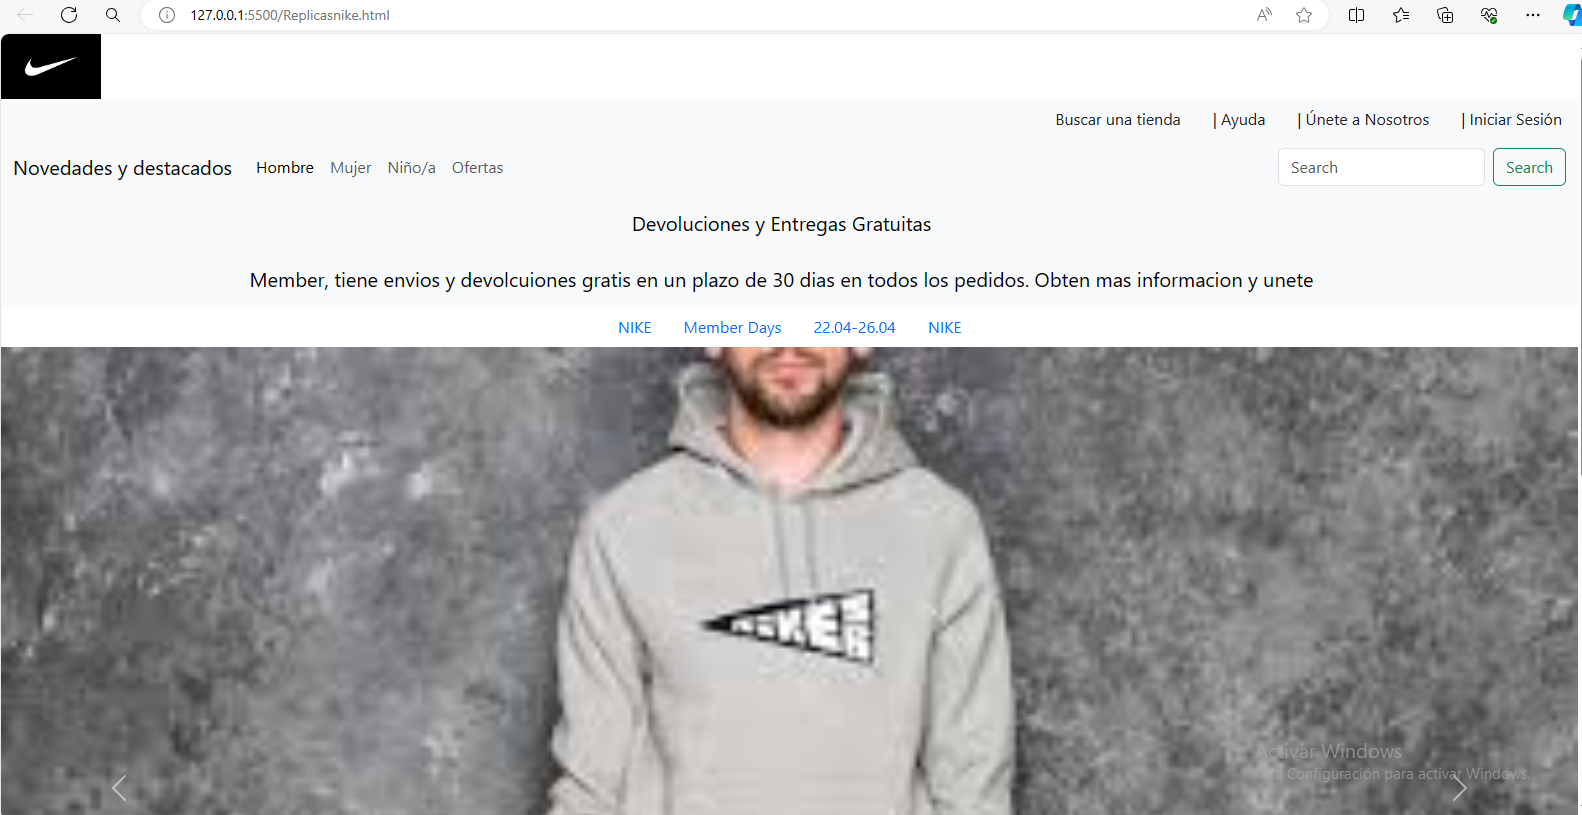 127.0.0.1:5500/Replicasnike.html
Buscar una tienda | Ayuda | Únete a Nosotros | Iniciar Sesión
Novedades y destacados Hombre Mujer Niño/a Ofertas Search Search
Devoluciones y Entregas Gratuitas
Member, tiene envios y devolcuiones gratis en un plazo de 30 dias en todos los pedidos. Obten mas informacion y unete
NIKE Member Days 22.04-26.04 NIKE
Activar Windows
Configuración para activar Windows.